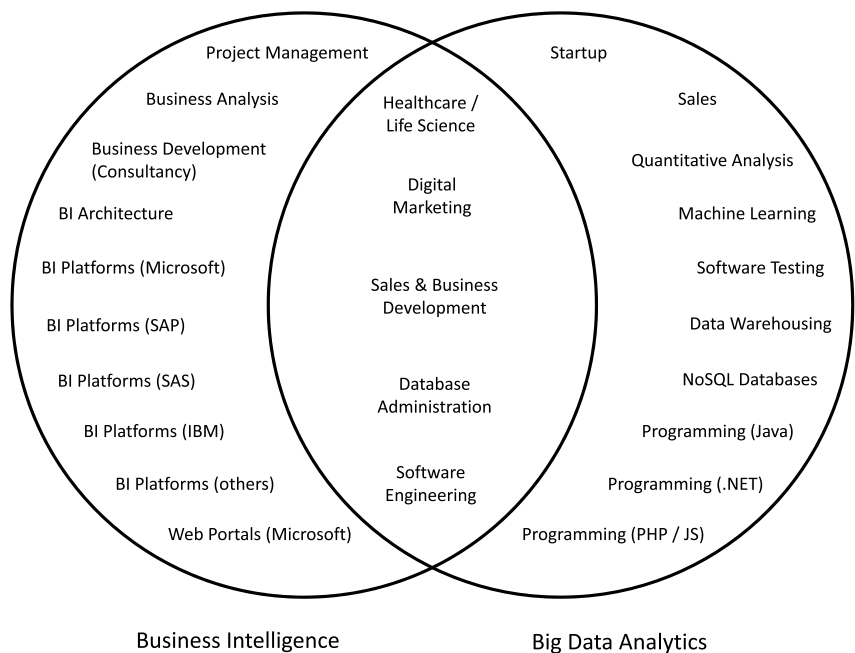 Project Management
Business Analysis
Business Development
(Consultancy)
BI Architecture
BI Platforms (Microsoft)
BI Platforms (SAP)
BI Platforms (SAS)
BI Platforms (IBM)
BI Platforms (others)
Web Portals (Microsoft)
Healthcare /
Life Science
Digital
Marketing
Sales & Business
Development
Database
Administration
Software
Engineering
Startup
Sales
Quantitative Analysis
Machine Learning
Software Testing
Data Warehousing
NoSQL Databases
Programming (Java)
Programming (.NET)
Programming (PHP / JS)
Business Intelligence
Big Data Analytics